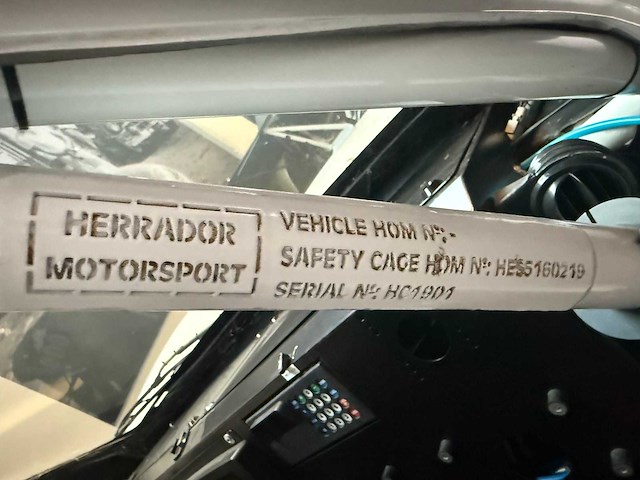 HERRADOR
MOTORSPORT
VEHICLE HOM Nº:-
SAFETY CAGE HOM Nº: HES5160219
SERIAL Nº: HC1901